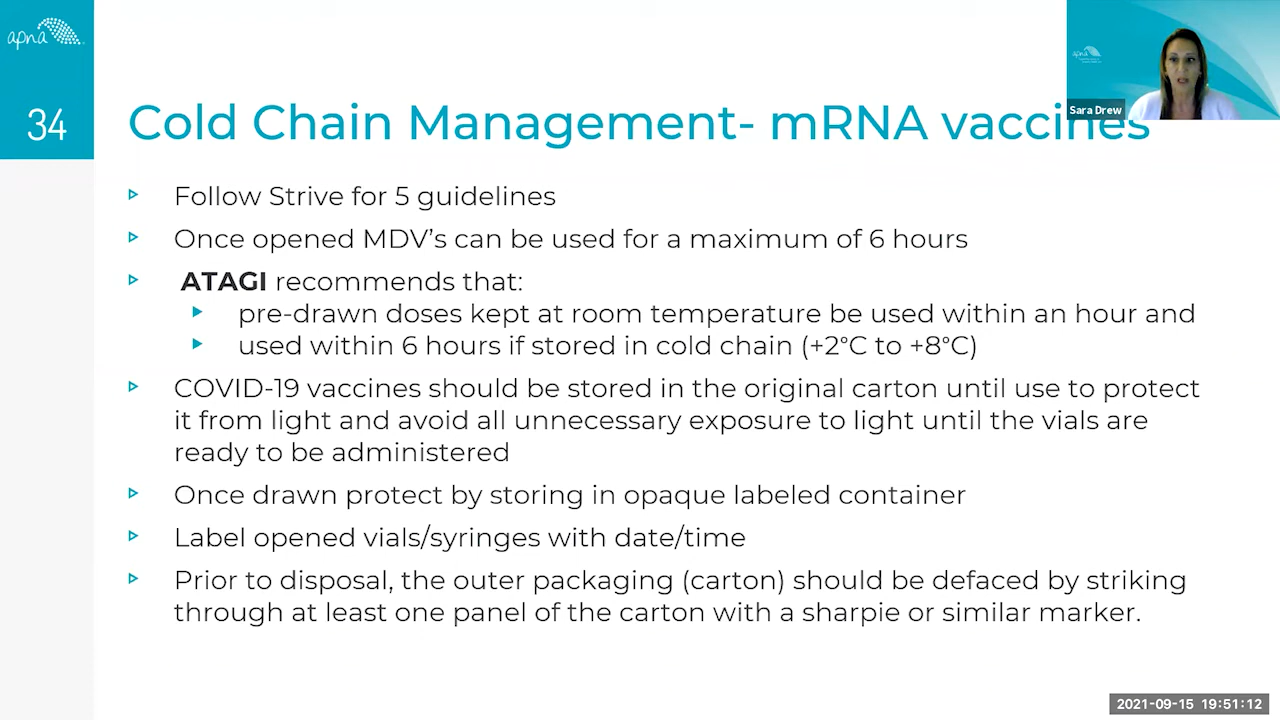 apna
34
Cold Chain Management- mRNA vaccines
apna
Sara Drew
Follow Strive for 5 guidelines
Once opened MDV's can be used for a maximum of 6 hours
ATAGI recommends that:
pre-drawn doses kept at room temperature be used within an hour and
used within 6 hours if stored in cold chain (+2°C to +8°C)
COVID-19 vaccines should be stored in the original carton until use to protect
it from light and avoid all unnecessary exposure to light until the vials are
ready to be administered
Once drawn protect by storing in opaque labeled container
Label opened vials/syringes with date/time
Prior to disposal, the outer packaging (carton) should be defaced by striking
through at least one panel of the carton with a sharpie or similar marker.
2021-09-15 19:51:12